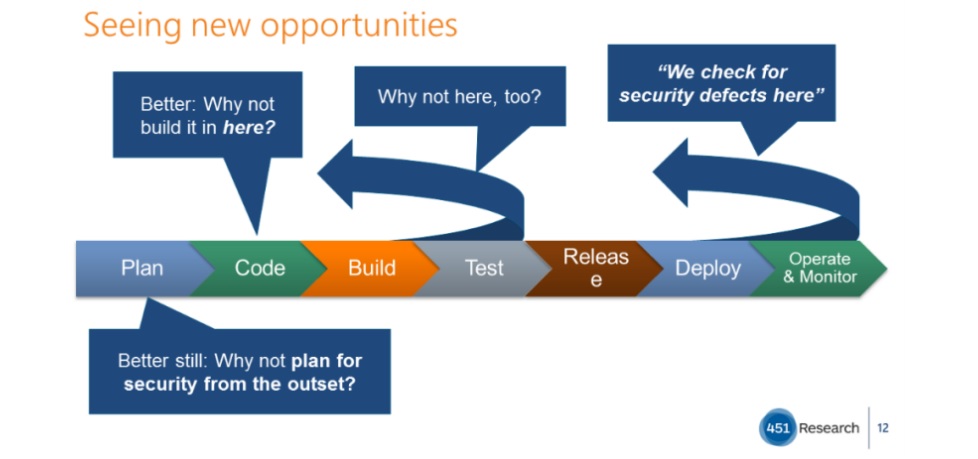 Seeing new opportunities
Better: Why not
build it in here?
Why not here, too?
“We check for
security defects here”
Plan
Code
Build
Test
Releas
e
Deploy
Operate
& Monitor
Better still: Why not plan for
security from the outset?
451 Research
12